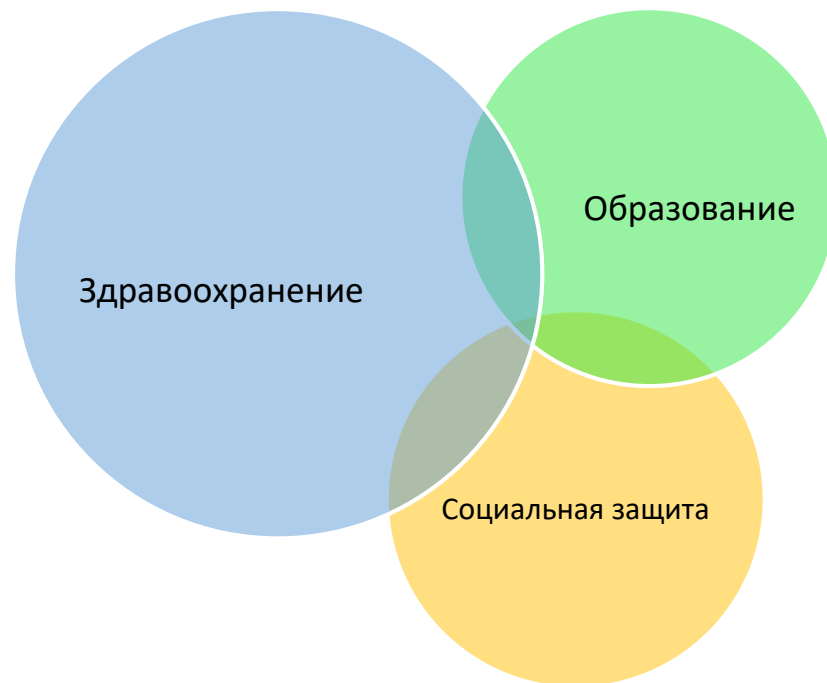 Образование
Здравоохранение
Социальная защита